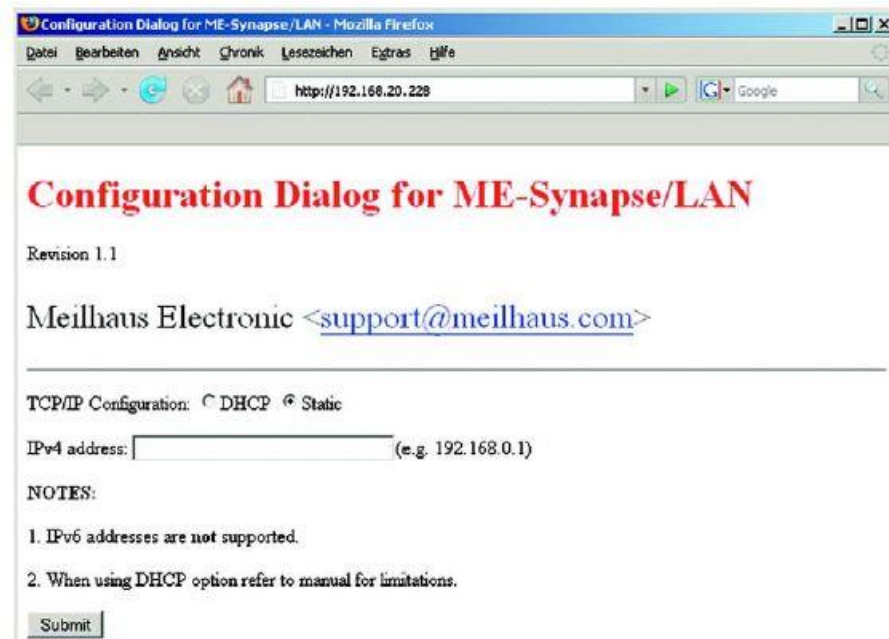 Configuration Dialog for ME-Synapse/LAN - Mozilla Firefox
Datei Bearbeiten Ansicht Chronik Lesezeichen Extras Hilfe
http://192.168.20.228 G Google
Configuration Dialog for ME-Synapse/LAN
Revision 1.1
Meilhaus Electronic <support@meilhaus.com>
TCP/IP Configuration: DHCP Static
IPv4 address: (e.g. 192.168.0.1)
NOTES:
1. IPv6 addresses are not supported.
2. When using DHCP option refer to manual for limitations.
Submit